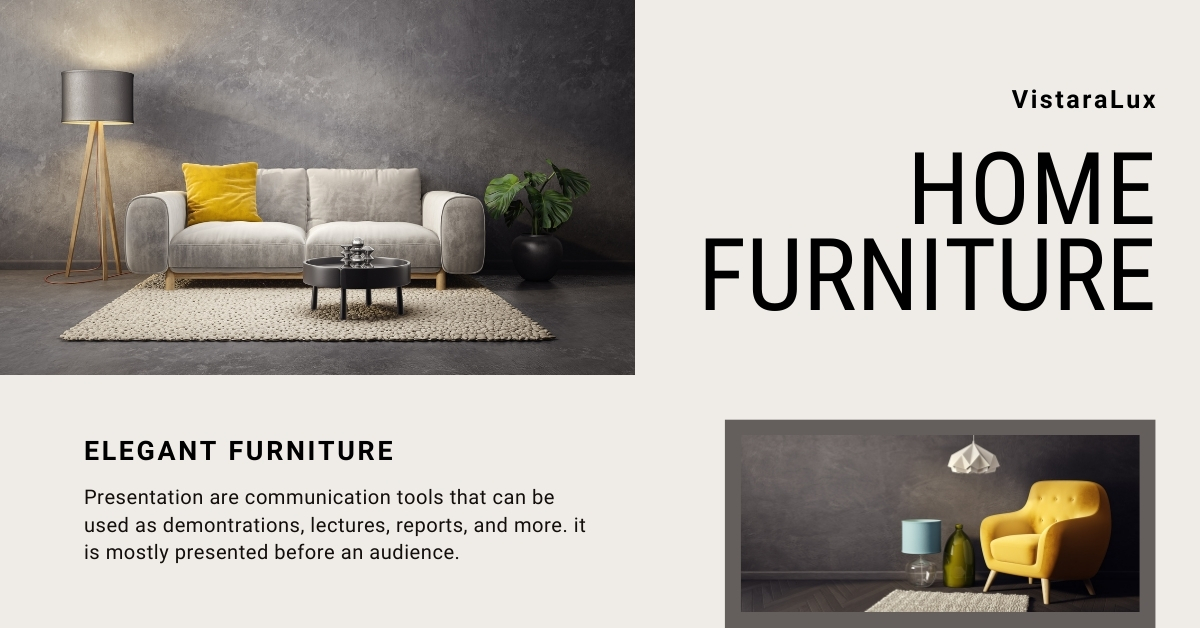 VistaraLux
HOME
FURNITURE
ELEGANT FURNITURE
Presentation are communication tools that can be
used as demontrations, lectures, reports, and more. it
is mostly presented before an audience.